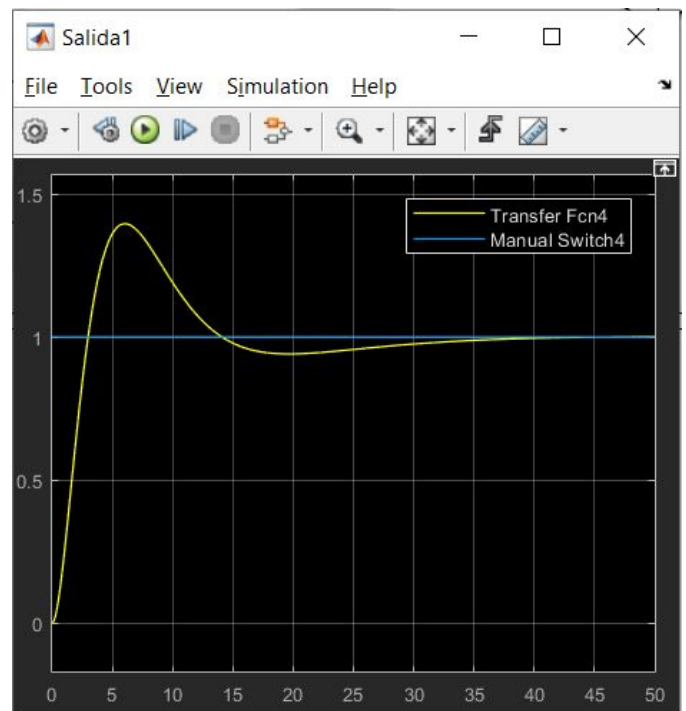 Salida1
File Tools View Simulation Help
Transfer Fcn4
Manual Switch4
1.5
1
0.5
0
0 5 10 15 20 25 30 35 40 45 50